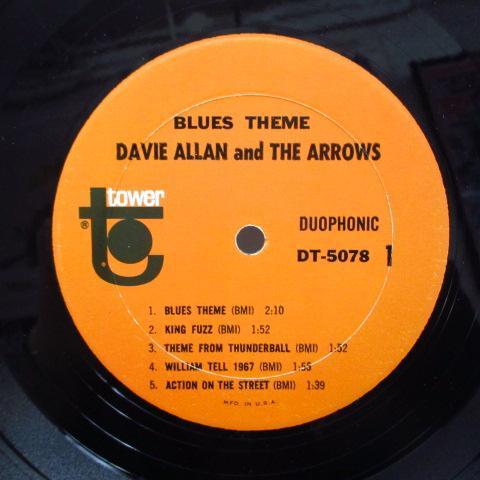 BLUES THEME
DAVIE ALLAN and THE ARROWS
tower
®
DUOPHONIC
DT-5078 1
1. BLUES THEME (BMI) 2:10
2. KING FUZZ (BMI) 1:52
3. THEME FROM THUNDERBALL (BMI) 1:52
4. WILLIAM TELL 1967 (BMI) 1:55
5. ACTION ON THE STREET (BMI) 1:39
MFD. IN U.S.A.